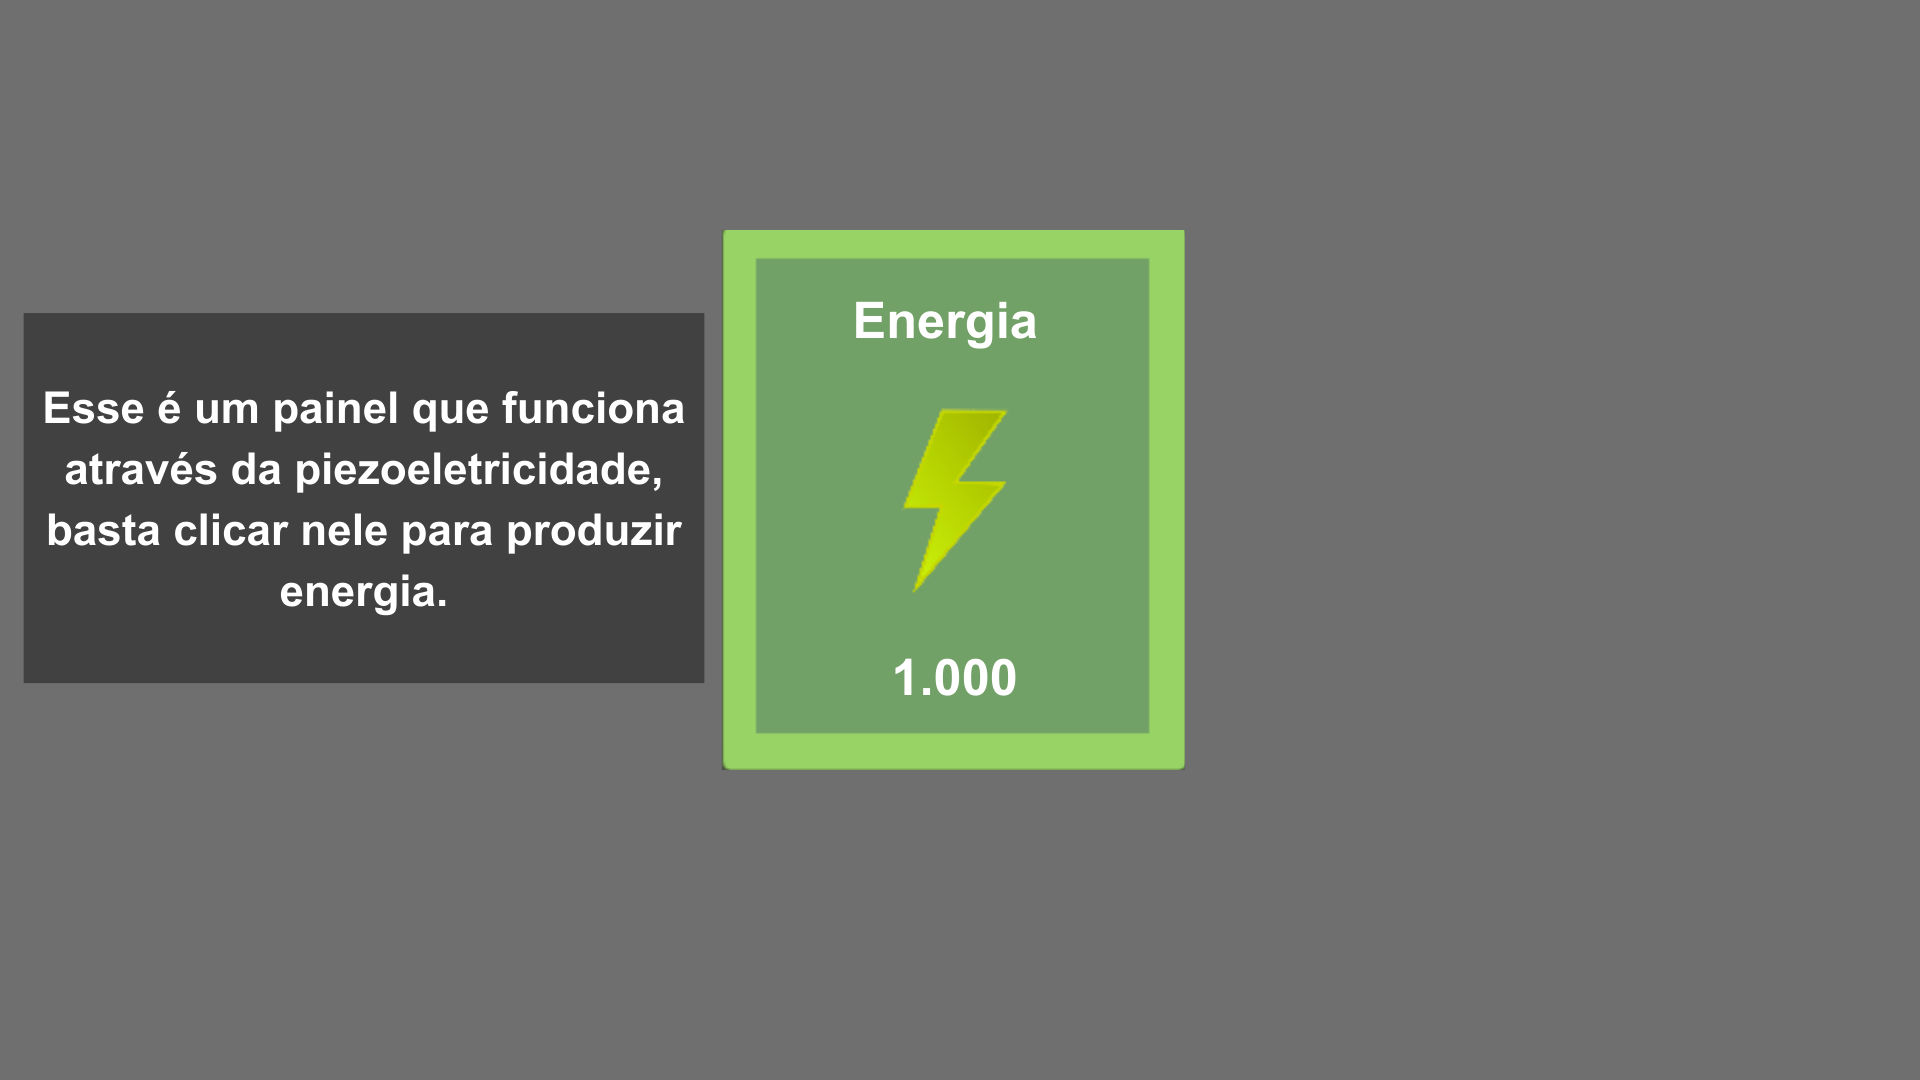 Esse é um painel que funciona
através da piezoeletricidade,
basta clicar nele para produzir
energia.
Energia
1.000